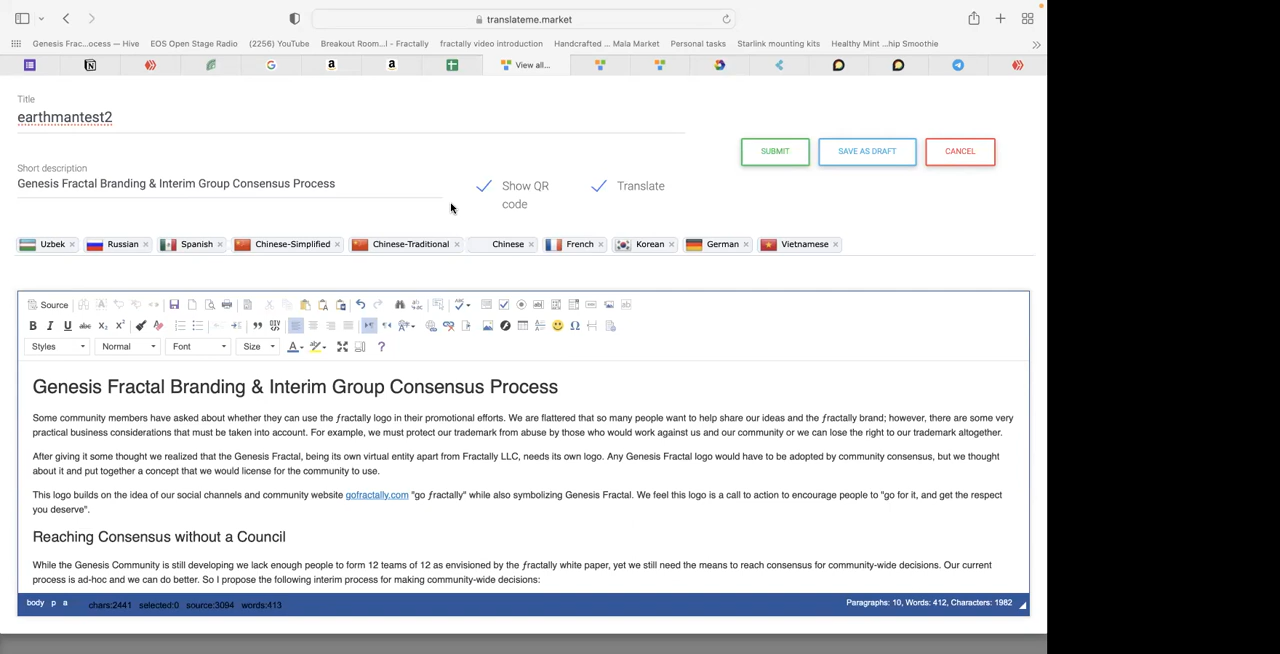 translateme.market
Genesis Frac...ocess — Hive EOS Open Stage Radio (2256) YouTube Breakout Room...l - Fractally fractally video introduction Handcrafted ... Mala Market Personal tasks Starlink mounting kits Healthy Mint ...hip Smoothie
View all...
Title
earthmantest2
SUBMIT SAVE AS DRAFT CANCEL
Short description
Genesis Fractal Branding & Interim Group Consensus Process
Show QR code
Translate
Uzbek Russian Spanish Chinese-Simplified Chinese-Traditional Chinese French Korean German Vietnamese
Source
Styles Normal Font Size
Genesis Fractal Branding & Interim Group Consensus Process
Some community members have asked about whether they can use the ƒractally logo in their promotional efforts. We are flattered that so many people want to help share our ideas and the ƒractally brand; however, there are some very
practical business considerations that must be taken into account. For example, we must protect our trademark from abuse by those who would work against us and our community or we can lose the right to our trademark altogether.
After giving it some thought we realized that the Genesis Fractal, being its own virtual entity apart from Fractally LLC, needs its own logo. Any Genesis Fractal logo would have to be adopted by community consensus, but we thought
about it and put together a concept that we would license for the community to use.
This logo builds on the idea of our social channels and community website gofractally.com "go ƒractally" while also symbolizing Genesis Fractal. We feel this logo is a call to action to encourage people to "go for it, and get the respect
you deserve".
Reaching Consensus without a Council
While the Genesis Community is still developing we lack enough people to form 12 teams of 12 as envisioned by the ƒractally white paper, yet we still need the means to reach consensus for community-wide decisions. Our current
process is ad-hoc and we can do better. So I propose the following interim process for making community-wide decisions:
body p a chars:2441 selected:0 source:3094 words:413 Paragraphs: 10, Words: 412, Characters: 1982